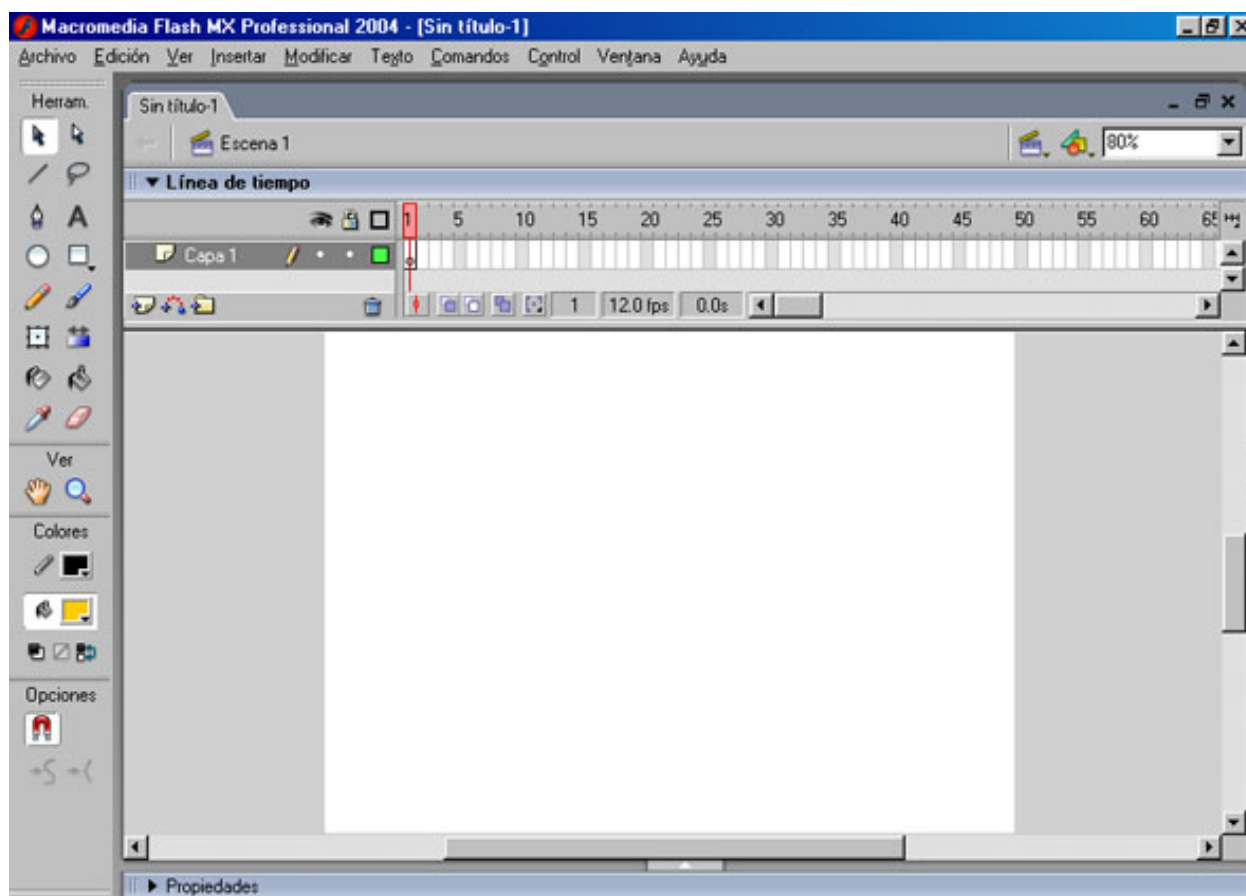 Macromedia Flash MX Professional 2004 - [Sin título-1]
Archivo Edición Ver Insertar Modificar Texto Comandos Control Ventana Ayuda
Herram.
Sin título-1
Escena 1
80%
Línea de tiempo
1 5 10 15 20 25 30 35 40 45 50 55 60 65
A
Capa 1
1 12.0 fps 0.0s
Ver
Colores
Opciones
Propiedades